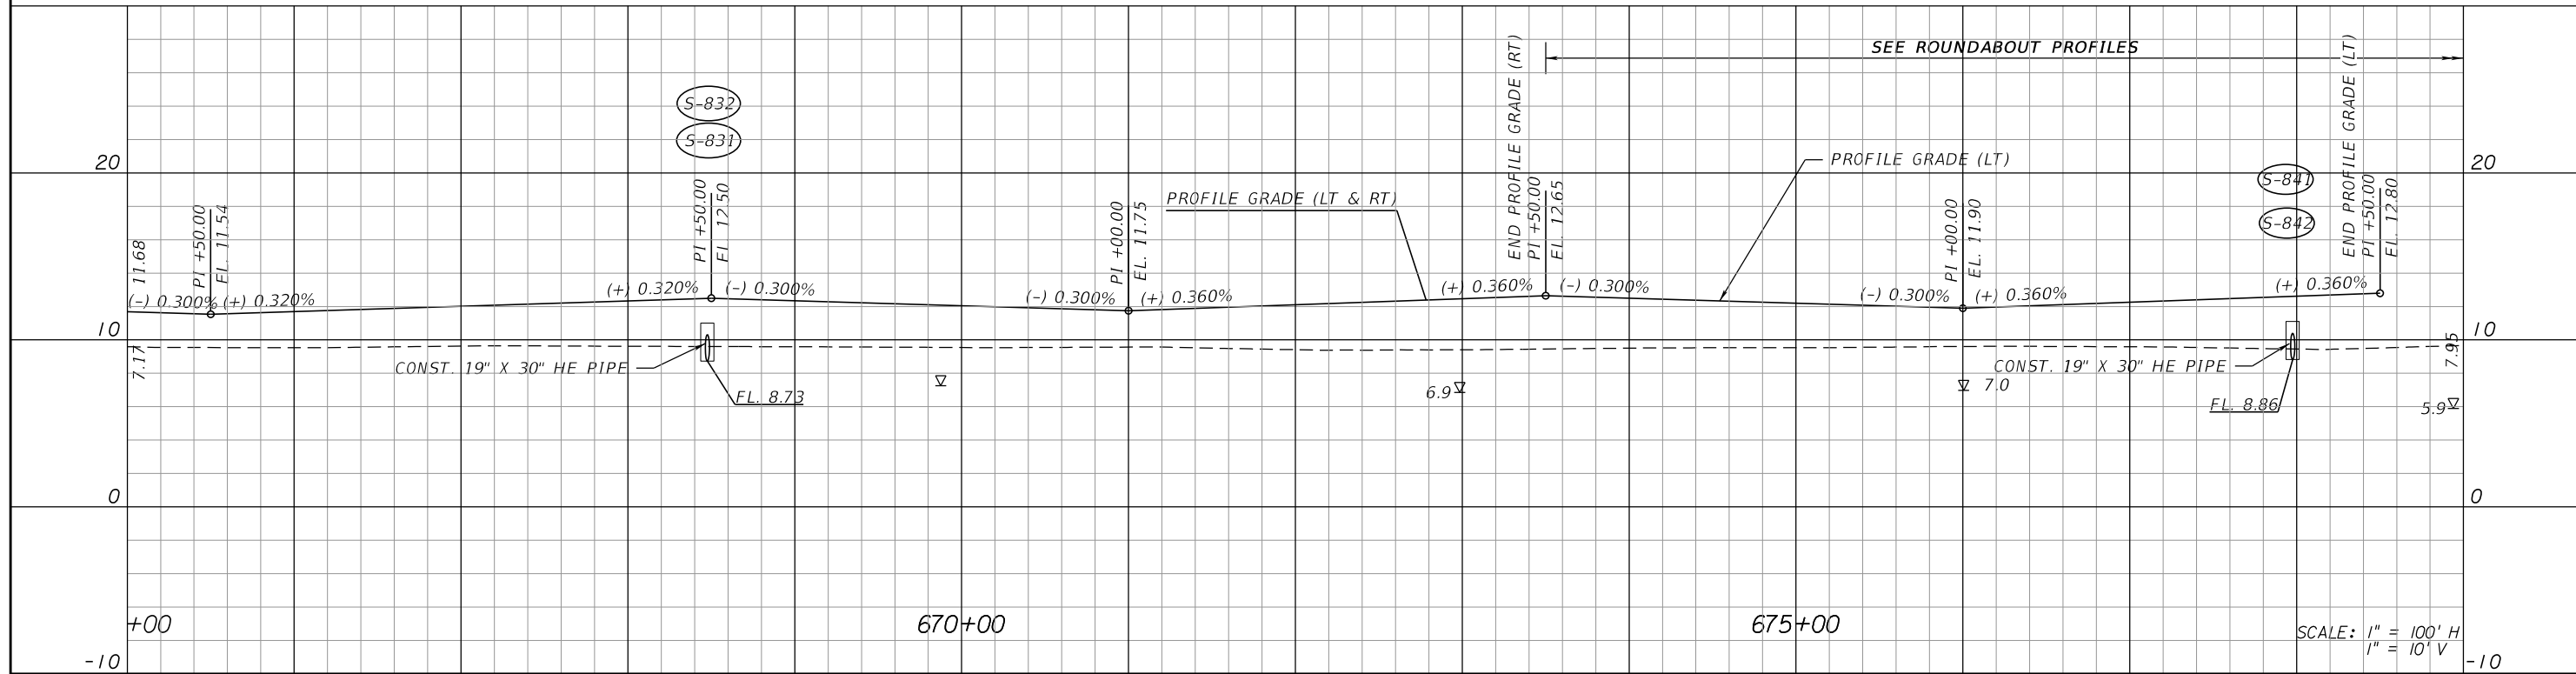 SEE ROUNDABOUT PROFILES
S-832
S-831
20
20
PROFILE GRADE (LT)
PROFILE GRADE (LT & RT)
S-841
S-842
11.68
PI +50.00
EL. 11.54
PI +50.00
El 12.50
PI +00.00
EL. 11.75
END PROFILE GRADE (RT)
PI +50.00
EL. 12.65
PI +00.00
EL. 11.90
END PROFILE GRADE (LT)
PI +50.00
EL. 12.80
(-) 0.300%
(+) 0.320%
(+) 0.320%
(-) 0.300%
(-) 0.300%
(+) 0.360%
(+) 0.360%
(-) 0.300%
(-) 0.300%
(+) 0.360%
(+) 0.360%
10
10
7.17
7.95
CONST. 19" X 30" HE PIPE
CONST. 19" X 30" HE PIPE
FL. 8.73
6.9
7.0
FL. 8.86
5.9
0
0
+00
670+00
675+00
SCALE: 1" = 100' H
1" = 10' V
-10
-10